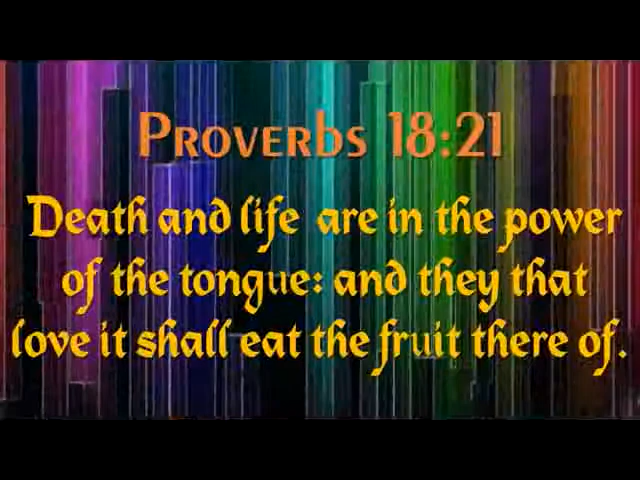 Proverbs 18:21
Death and life are in the power
of the tongue: and they that
love it shall eat the fruit there of.